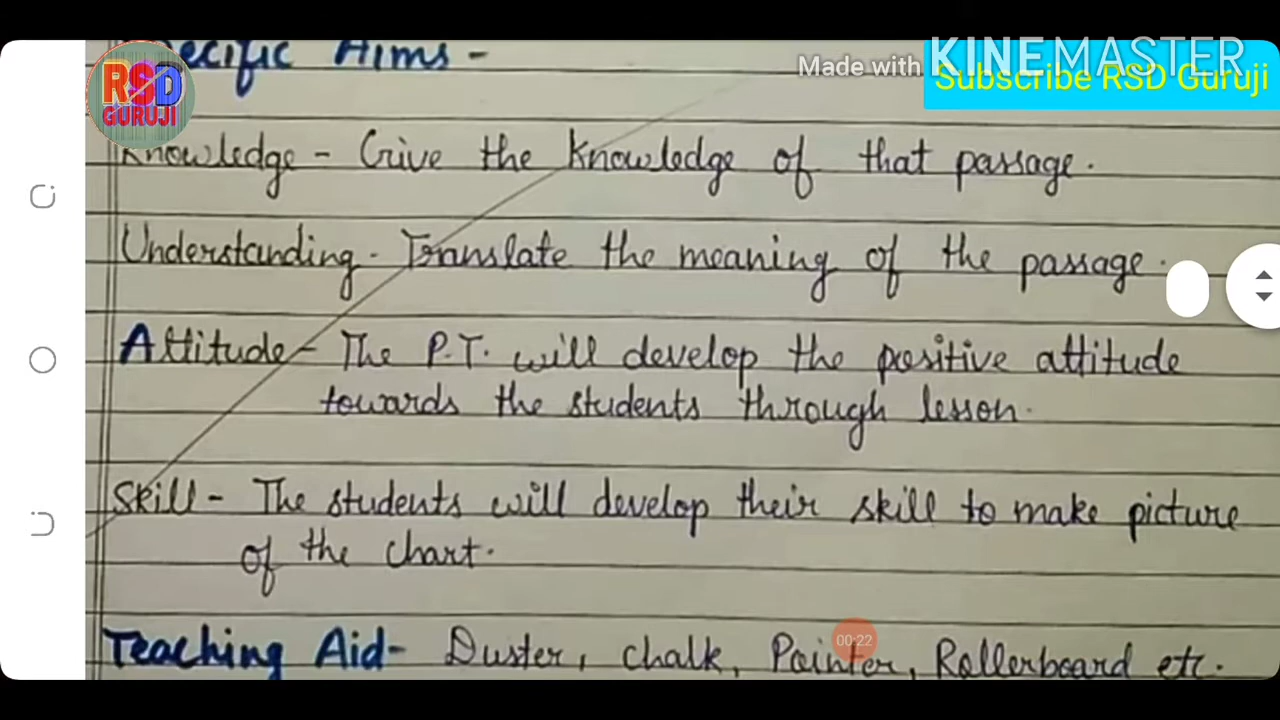 Specific Aims -
Made with KINEMASTER
Subscribe RSD Guruji
RSD
GURUJI
Knowledge - Give the knowledge of that passage.
Understanding - Translate the meaning of the passage.
Attitude - The P.T. will develop the positive attitude
towards the students through lesson.
Skill - The students will develop their skill to make picture
of the chart.
00:22
Teaching Aid - Duster, chalk, Pointer, Rollerboard etc.